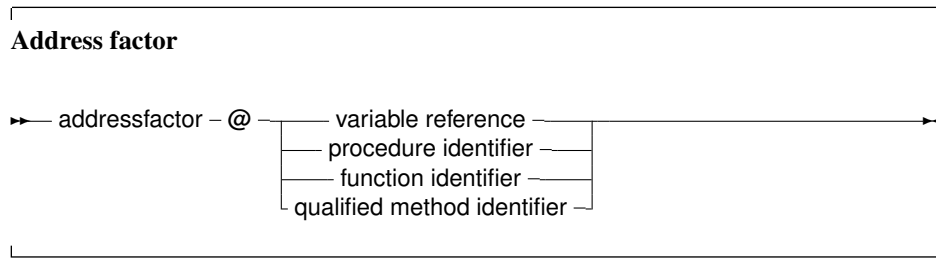 Address factor
addressfactor @ variable reference
procedure identifier
function identifier
qualified method identifier